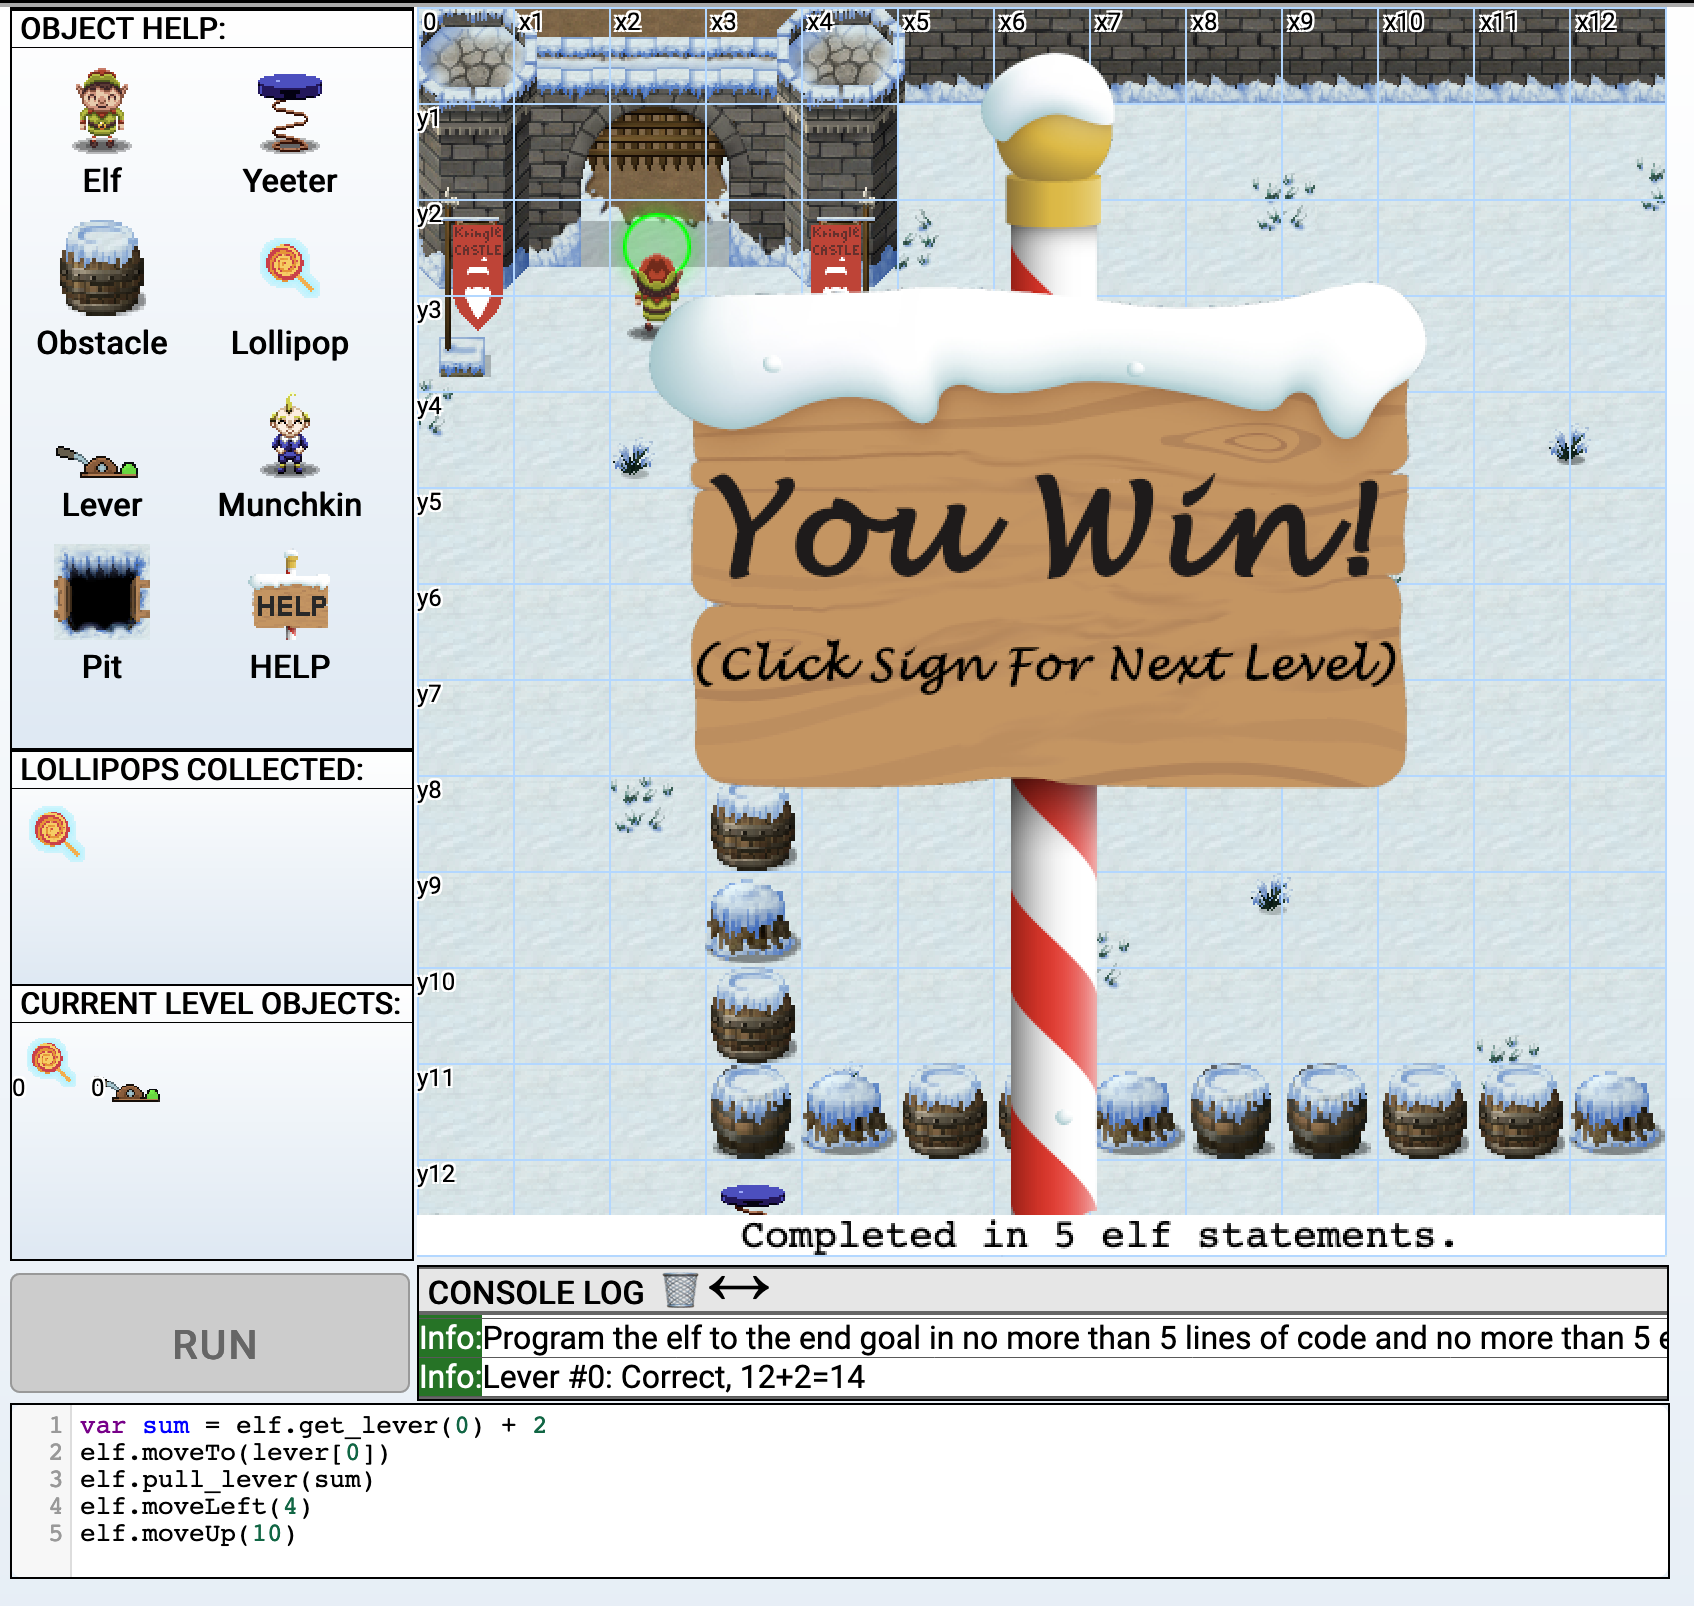 OBJECT HELP:
Elf
Yeeter
Obstacle
Lollipop
Lever
Munchkin
Pit
HELP
HELP
LOLLIPOPS COLLECTED:
CURRENT LEVEL OBJECTS:
0
0
RUN
0 x1 x2 x3 x4 x5 x6 x7 x8 x9 x10 x11 x12
y1
y2
Kringle
CASTLE
Kringle
CASTLE
y3
y4
y5
y6
y7
y8
y9
y10
y11
y12
You Win!
(Click Sign For Next Level)
Completed in 5 elf statements.
CONSOLE LOG
Info: Program the elf to the end goal in no more than 5 lines of code and no more than 5 e
Info: Lever #0: Correct, 12+2=14
1 var sum = elf.get_lever(0) + 2
2 elf.moveTo(lever[0])
3 elf.pull_lever(sum)
4 elf.moveLeft(4)
5 elf.moveUp(10)